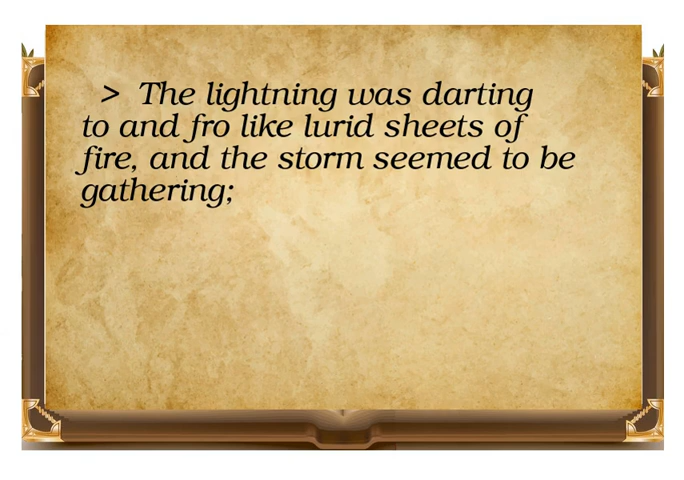 > The lightning was darting
to and fro like lurid sheets of
fire, and the storm seemed to be
gathering;